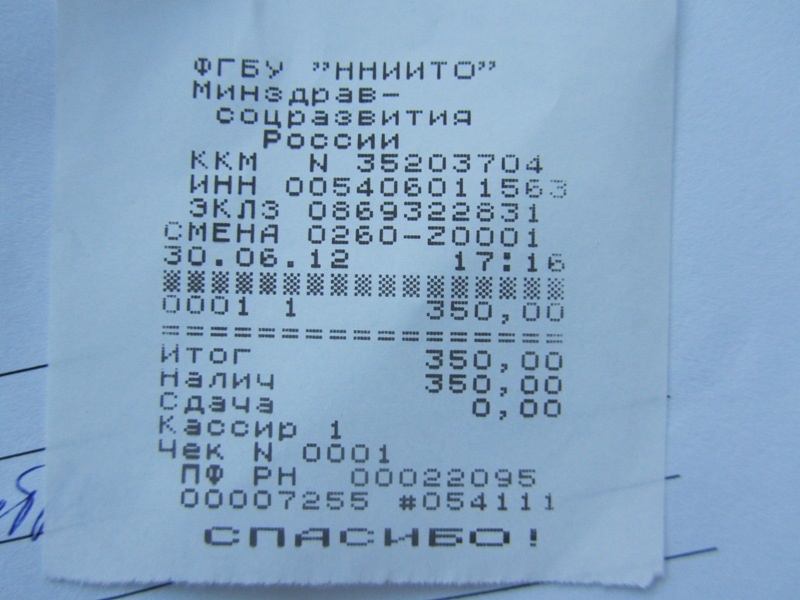 ФГБУ "ННИИТО"
Минздрав-
соцразвития
России
ККМ N 35203704
ИНН 005406011563
ЭКЛЗ 0869322831
СМЕНА 0260-Z0001
30.06.12 17:16
0001 1 350,00
================
Итог 350,00
Налич 350,00
Сдача 0,00
Кассир 1
Чек N 0001
ПФ РН 00022095
00007255 #054111
СПАСИБО!